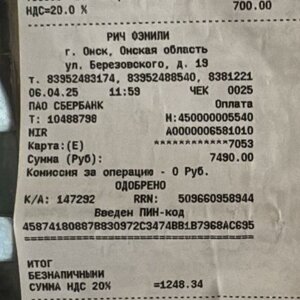 НДС=20.0 % 700.00
РИЧ ФЭМИЛИ
г. Омск, Омская область
ул. Березовского, д. 19
т. 83952483174, 83952488540, 8381221
06.04.25 11:59 ЧЕК 0025
ПАО СБЕРБАНК Оплата
Т: 10488798 М:450000005540
MIR A0000006581010
Карта:(E) ************7053
Сумма (Руб): 7490.00
Комиссия за операцию - 0 Руб.
ОДОБРЕНО
К/А: 147292 RRN: 509660958944
Введен ПИН-код
458741808878830972C3474BB1B7968AC695
====================================
ИТОГ
БЕЗНАЛИЧНЫМИ
СУММА НДС 20% =1248.34